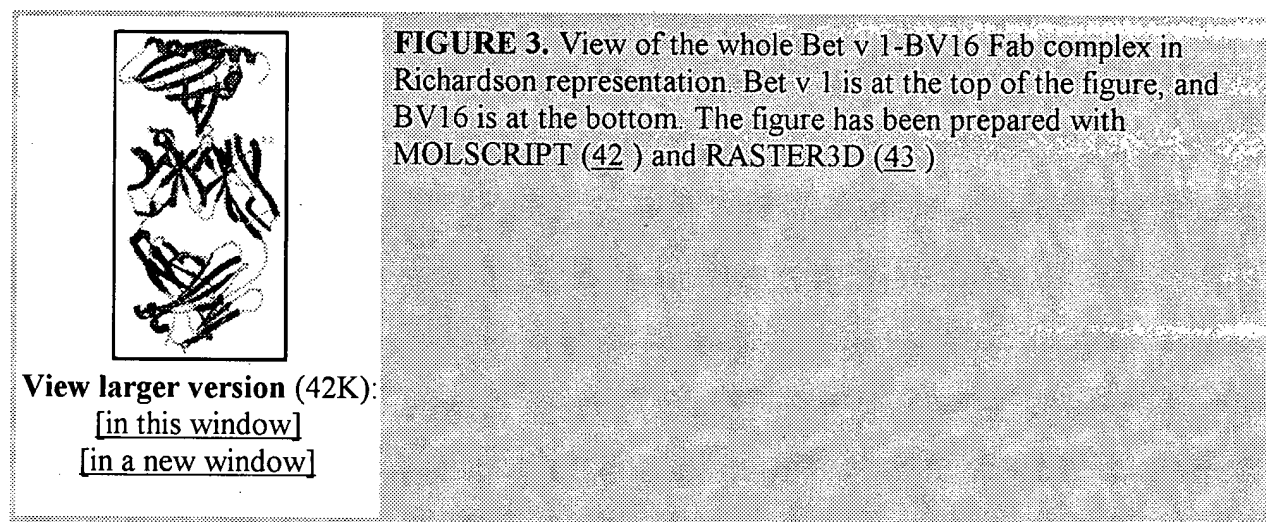 FIGURE 3. View of the whole Bet v 1-BV16 Fab complex in
Richardson representation. Bet v 1 is at the top of the figure, and
BV16 is at the bottom. The figure has been prepared with
MOLSCRIPT (42 ) and RASTER3D (43 )
View larger version (42K):
[in this window]
[in a new window]